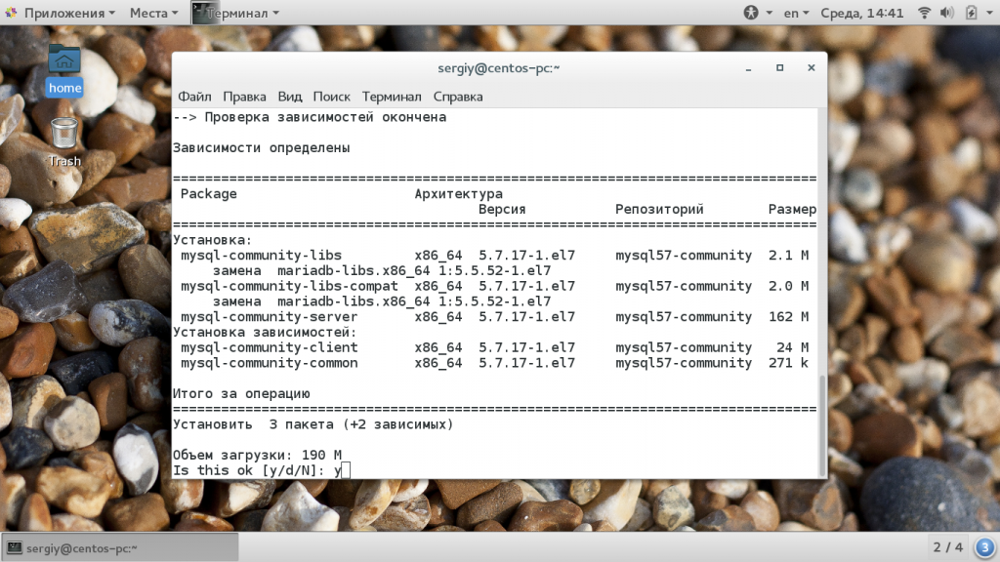 Приложения Места Терминал en Среда, 14:41
home
Trash
sergiy@centos-pc:~
Файл Правка Вид Поиск Терминал Справка
--> Проверка зависимостей окончена
Зависимости определены
================================================================================
Package Архитектура
Версия Репозиторий Размер
================================================================================
Установка:
mysql-community-libs x86_64 5.7.17-1.el7 mysql57-community 2.1 M
замена mariadb-libs.x86_64 1:5.5.52-1.el7
mysql-community-libs-compat x86_64 5.7.17-1.el7 mysql57-community 2.0 M
замена mariadb-libs.x86_64 1:5.5.52-1.el7
mysql-community-server x86_64 5.7.17-1.el7 mysql57-community 162 M
Установка зависимостей:
mysql-community-client x86_64 5.7.17-1.el7 mysql57-community 24 M
mysql-community-common x86_64 5.7.17-1.el7 mysql57-community 271 k
Итого за операцию
================================================================================
Установить 3 пакета (+2 зависимых)
Объем загрузки: 190 M
Is this ok [y/d/N]: y
sergiy@centos-pc:~ 2 / 4 3